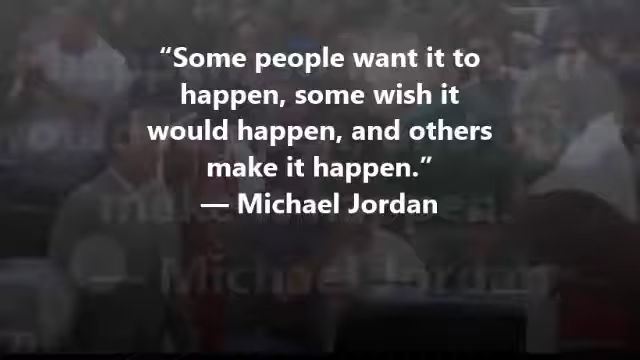 “Some people want it to
happen, some wish it
would happen, and others
make it happen.”
— Michael Jordan